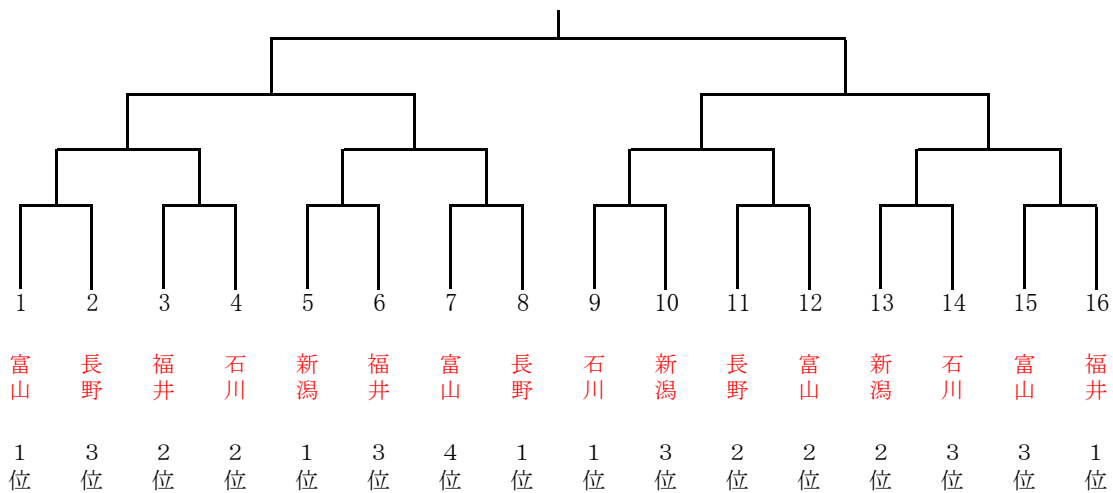 1 2 3 4 5 6 7 8 9 10 11 12 13 14 15 16
富山 長野 福井 石川 新潟 福井 富山 長野 石川 新潟 長野 富山 新潟 石川 富山 福井
１位 ３位 ２位 ２位 １位 ３位 ４位 １位 １位 ３位 ２位 ２位 ２位 ３位 ３位 １位